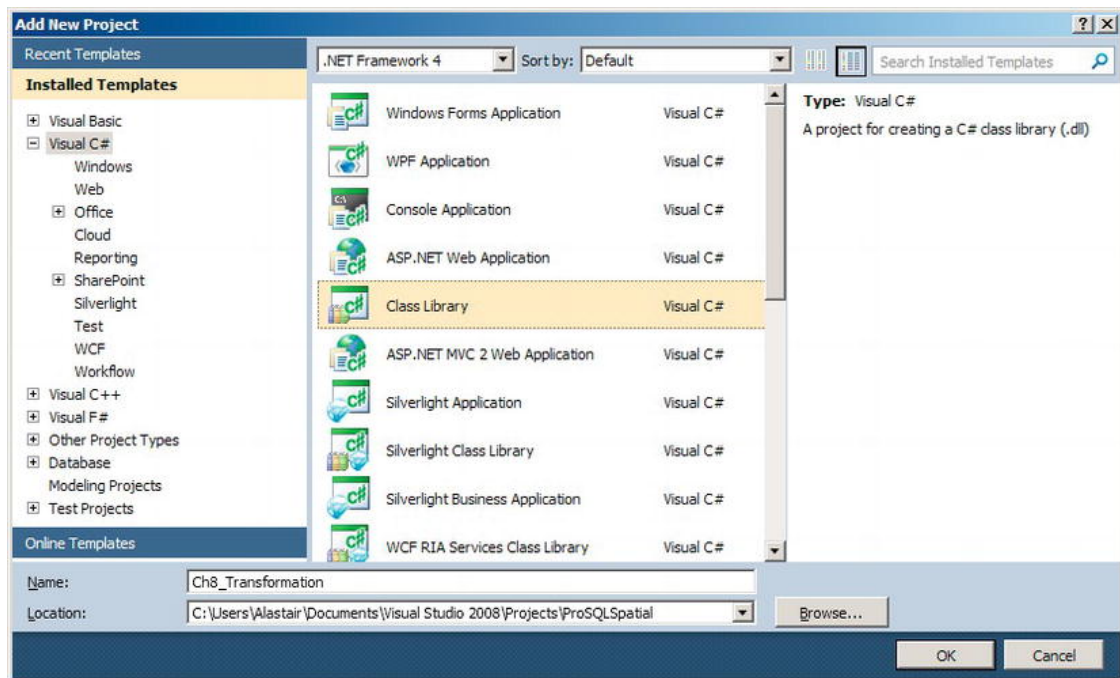 Add New Project
Recent Templates
Installed Templates
Visual Basic
Visual C#
Windows
Web
Office
Cloud
Reporting
SharePoint
Silverlight
Test
WCF
Workflow
Visual C++
Visual F#
Other Project Types
Database
Modeling Projects
Test Projects
Online Templates
.NET Framework 4 Sort by: Default
Search Installed Templates
Windows Forms Application Visual C#
WPF Application Visual C#
Console Application Visual C#
ASP.NET Web Application Visual C#
Class Library Visual C#
ASP.NET MVC 2 Web Application Visual C#
Silverlight Application Visual C#
Silverlight Class Library Visual C#
Silverlight Business Application Visual C#
WCF RIA Services Class Library Visual C#
Type: Visual C#
A project for creating a C# class library (.dll)
Name: Ch8_Transformation
Location: C:\Users\Alastair\Documents\Visual Studio 2008\Projects\ProSQLSpatial
Browse...
OK Cancel